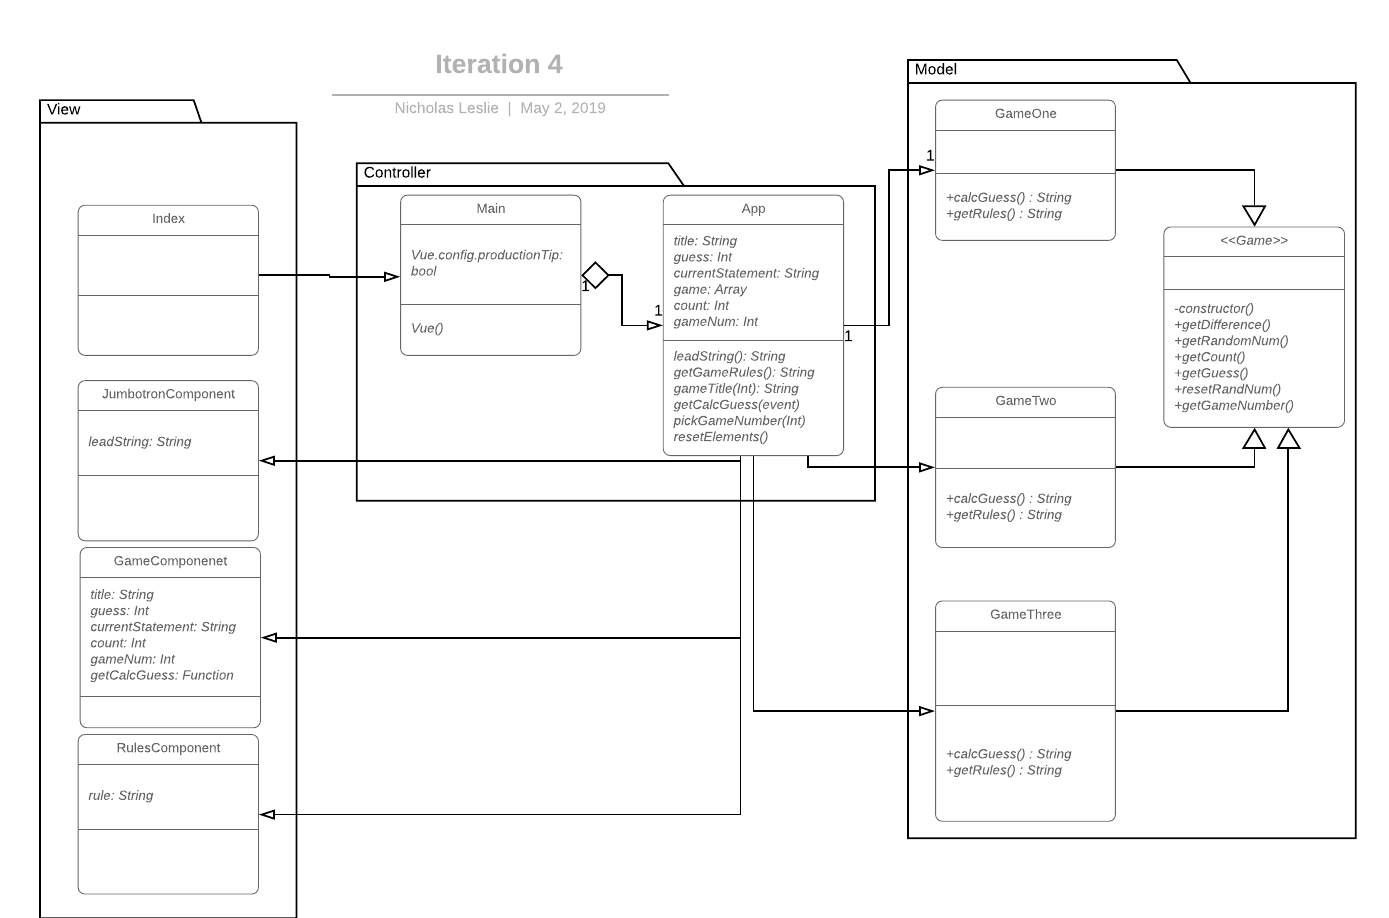 Iteration 4
Nicholas Leslie | May 2, 2019
View
Index
JumbotronComponent
leadString: String
GameComponenet
title: String
guess: Int
currentStatement: String
count: Int
gameNum: Int
getCalcGuess: Function
RulesComponent
rule: String
Controller
Main
Vue.config.productionTip:
bool
Vue()
1
1
App
title: String
guess: Int
currentStatement: String
game: Array
count: Int
gameNum: Int
leadString(): String
getGameRules(): String
gameTitle(Int): String
getCalcGuess(event)
pickGameNumber(Int)
resetElements()
1
1
Model
GameOne
+calcGuess() : String
+getRules() : String
<<Game>>
-constructor()
+getDifference()
+getRandomNum()
+getCount()
+getGuess()
+resetRandNum()
+getGameNumber()
GameTwo
+calcGuess() : String
+getRules() : String
GameThree
+calcGuess() : String
+getRules() : String